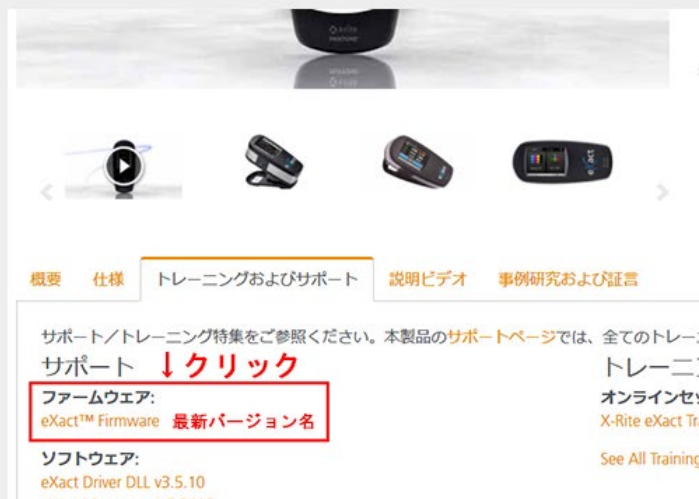 x-rite
PANTONE
eXact
概要
仕様
トレーニングおよびサポート
説明ビデオ
事例研究および証言
サポート／トレーニング特集をご参照ください。本製品のサポートページでは、全てのトレー
サポート
↓クリック
ファームウェア:
eXact™ Firmware 最新バージョン名
ソフトウェア:
eXact Driver DLL v3.5.10
トレーニ
オンラインセッ
X-Rite eXact Tra
See All Training